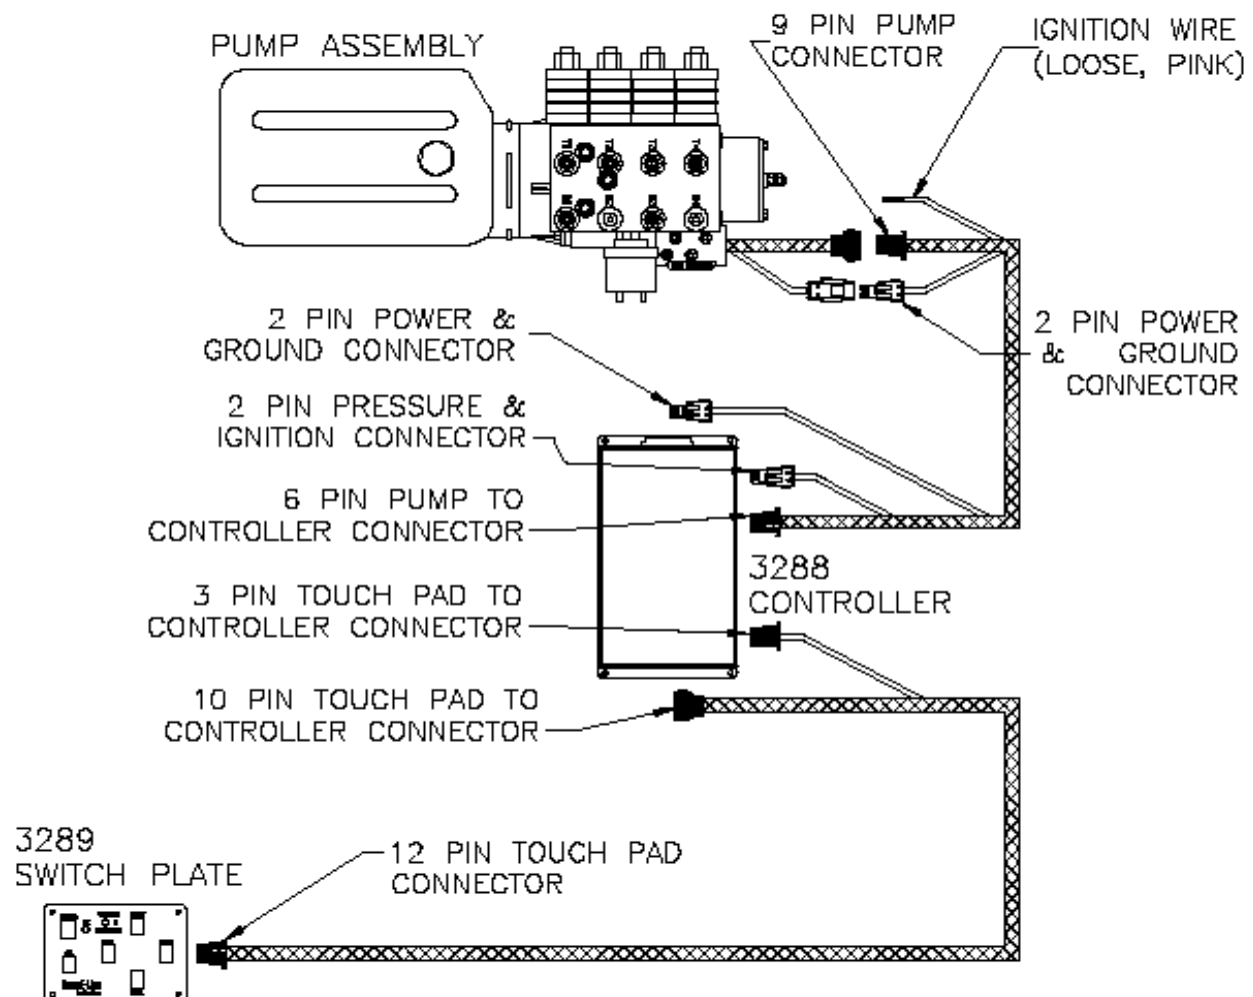 PUMP ASSEMBLY
9 PIN PUMP
CONNECTOR
IGNITION WIRE
(LOOSE, PINK)
2 PIN POWER &
GROUND CONNECTOR
2 PIN POWER
& GROUND
CONNECTOR
2 PIN PRESSURE &
IGNITION CONNECTOR
6 PIN PUMP TO
CONTROLLER CONNECTOR
3288
CONTROLLER
3 PIN TOUCH PAD TO
CONTROLLER CONNECTOR
10 PIN TOUCH PAD TO
CONTROLLER CONNECTOR
3289
SWITCH PLATE
12 PIN TOUCH PAD
CONNECTOR